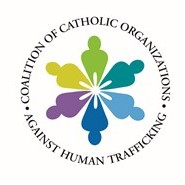 COALITION OF CATHOLIC ORGANIZATIONS
• AGAINST HUMAN TRAFFICKING •